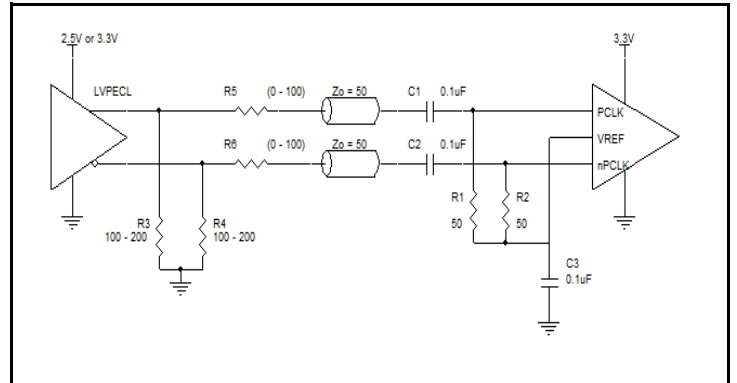 2.5V or 3.3V
3.3V
LVPECL
R5 (0 - 100) Zo = 50 C1 0.1uF
PCLK
VREF
R6 (0 - 100) Zo = 50 C2 0.1uF
nPCLK
R1
50
R2
50
R3
100 - 200
R4
100 - 200
C3
0.1uF